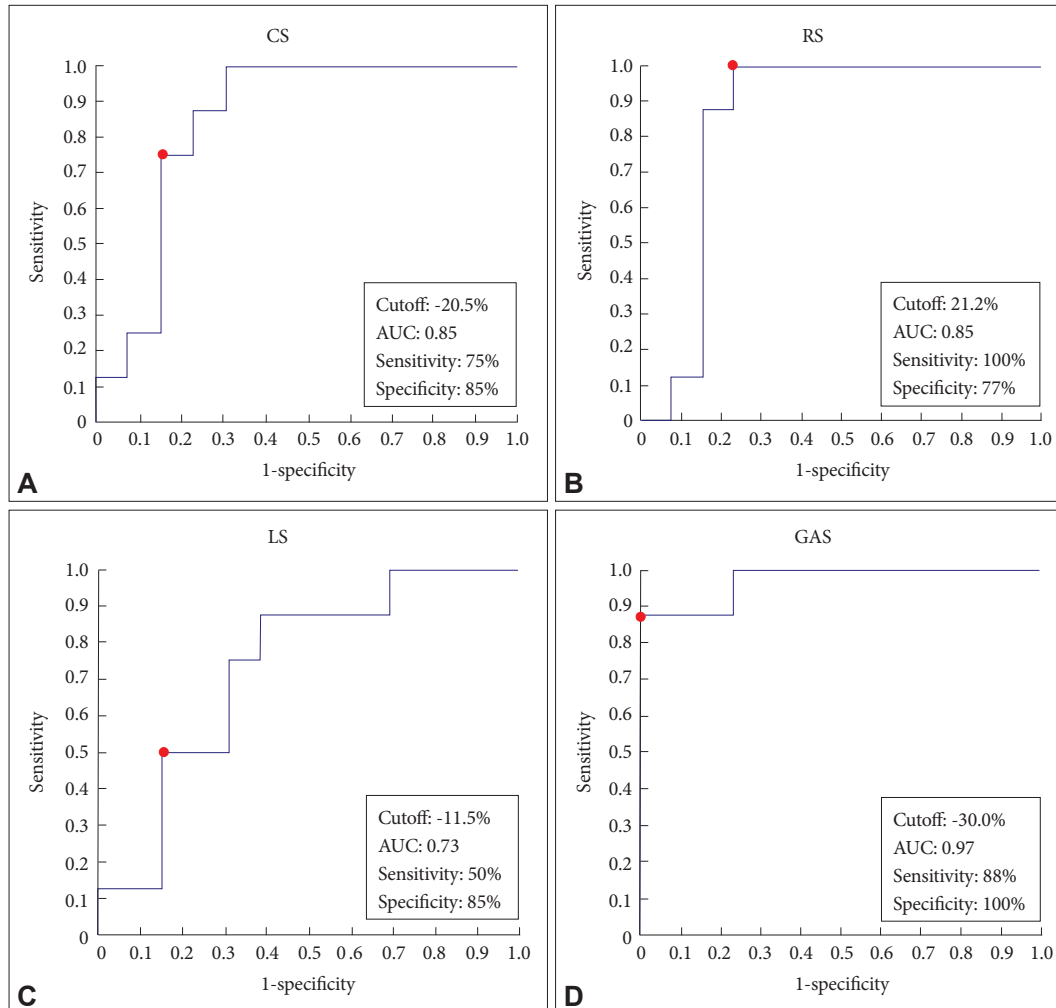 CS
1.0
0.9
0.8
0.7
0.6
0.5
0.4
0.3
0.2
0.1
0
Sensitivity
Cutoff: -20.5%
AUC: 0.85
Sensitivity: 75%
Specificity: 85%
0 0.1 0.2 0.3 0.4 0.5 0.6 0.7 0.8 0.9 1.0
1-specificity
A
RS
1.0
0.9
0.8
0.7
0.6
0.5
0.4
0.3
0.2
0.1
0
Sensitivity
Cutoff: 21.2%
AUC: 0.85
Sensitivity: 100%
Specificity: 77%
0 0.1 0.2 0.3 0.4 0.5 0.6 0.7 0.8 0.9 1.0
1-specificity
B
LS
1.0
0.9
0.8
0.7
0.6
0.5
0.4
0.3
0.2
0.1
0
Sensitivity
Cutoff: -11.5%
AUC: 0.73
Sensitivity: 50%
Specificity: 85%
0 0.1 0.2 0.3 0.4 0.5 0.6 0.7 0.8 0.9 1.0
1-specificity
C
GAS
1.0
0.9
0.8
0.7
0.6
0.5
0.4
0.3
0.2
0.1
0
Sensitivity
Cutoff: -30.0%
AUC: 0.97
Sensitivity: 88%
Specificity: 100%
0 0.1 0.2 0.3 0.4 0.5 0.6 0.7 0.8 0.9 1.0
1-specificity
D